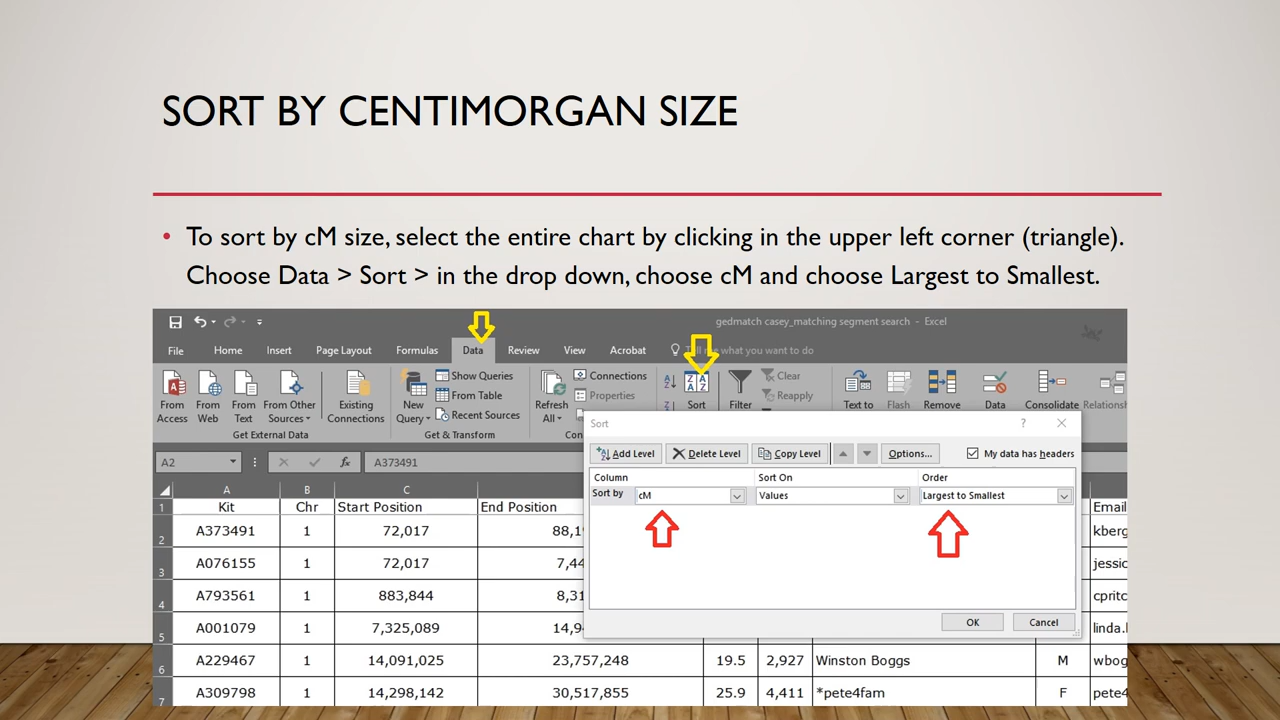 SORT BY CENTIMORGAN SIZE
• To sort by cM size, select the entire chart by clicking in the upper left corner (triangle).
Choose Data > Sort > in the drop down, choose cM and choose Largest to Smallest.
gedmatch casey_matching segment search - Excel
File Home Insert Page Layout Formulas Data Review View Acrobat what you want to do
From Access
From Web
From Text
From Other Sources
Get External Data
Existing Connections
New Query
Show Queries
From Table
Recent Sources
Get & Transform
Refresh All
Connections
Properties
Sort
Filter
Clear
Reapply
Text to
Flash
Remove
Data
Consolidate
A2 fx A373491
Sort ? ×
Add Level Delete Level Copy Level Options... My data has Headers
Column Sort On Order
Sort by cM Values Largest to Smallest
OK Cancel
A B C
1 Kit Chr Start Position End Position Email
2 A373491 1 72,017
3 A076155 1 72,017
4 A793561 1 883,844
5 A001079 1 7,325,089
6 A229467 1 14,091,025 23,757,248 19.5 2,927 Winston Boggs M
7 A309798 1 14,298,142 30,517,855 25.9 4,411 *pete4fam F